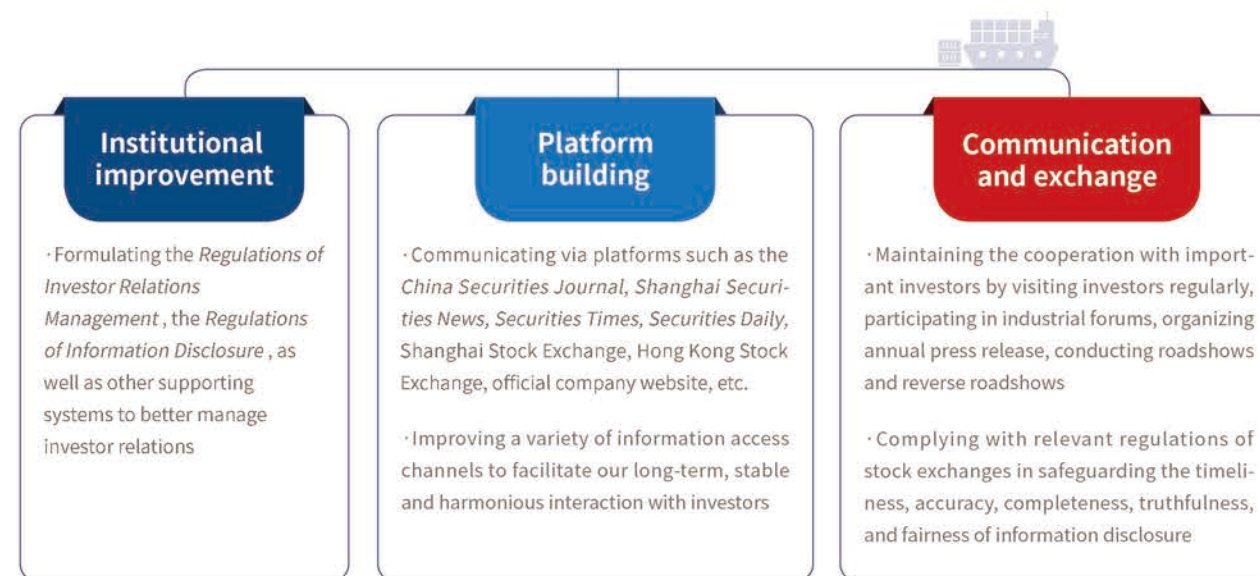 Institutional
improvement
·Formulating the Regulations of
Investor Relations
Management , the Regulations
of Information Disclosure , as
well as other supporting
systems to better manage
investor relations
Platform
building
·Communicating via platforms such as the
China Securities Journal, Shanghai Securi-
ties News, Securities Times, Securities Daily,
Shanghai Stock Exchange, Hong Kong Stock
Exchange, official company website, etc.
·Improving a variety of information access
channels to facilitate our long-term, stable
and harmonious interaction with investors
Communication
and exchange
·Maintaining the cooperation with import-
ant investors by visiting investors regularly,
participating in industrial forums, organizing
annual press release, conducting roadshows
and reverse roadshows
·Complying with relevant regulations of
stock exchanges in safeguarding the timeli-
ness, accuracy, completeness, truthfulness,
and fairness of information disclosure